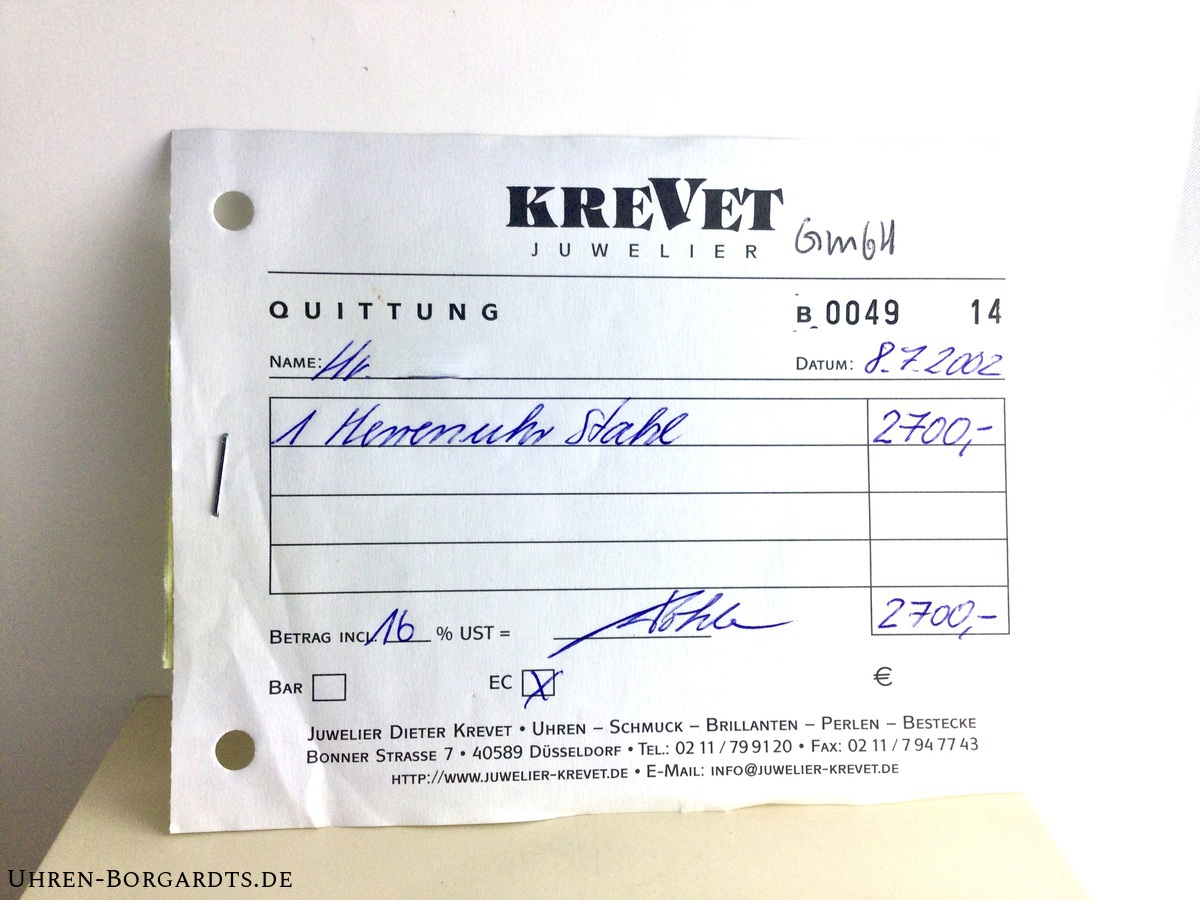 KREVET
JUWELIER GmbH
QUITTUNG B 0049 14
NAME: Hr. DATUM: 8.7.2002
1 Herrenuhr Stahl 2700,-
BETRAG INCL. 16 % UST = 2700,-
BAR EC X €
JUWELIER DIETER KREVET • UHREN – SCHMUCK – BRILLANTEN – PERLEN – BESTECKE
BONNER STRASSE 7 • 40589 DÜSSELDORF • TEL.: 02 11 / 79 91 20 • FAX: 02 11 / 7 94 77 43
HTTP://WWW.JUWELIER-KREVET.DE • E-MAIL: INFO@JUWELIER-KREVET.DE
UHREN-BORGARDTS.DE